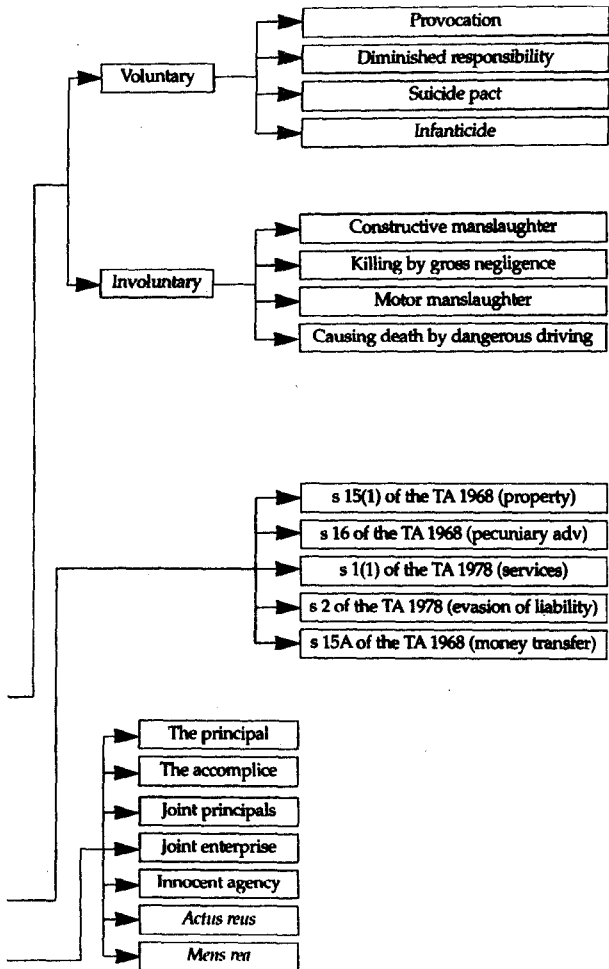 Voluntary
Provocation
Diminished responsibility
Suicide pact
Infanticide
Involuntary
Constructive manslaughter
Killing by gross negligence
Motor manslaughter
Causing death by dangerous driving
s 15(1) of the TA 1968 (property)
s 16 of the TA 1968 (pecuniary adv)
s 1(1) of the TA 1978 (services)
s 2 of the TA 1978 (evasion of liability)
s 15A of the TA 1968 (money transfer)
The principal
The accomplice
Joint principals
Joint enterprise
Innocent agency
Actus reus
Mens rea